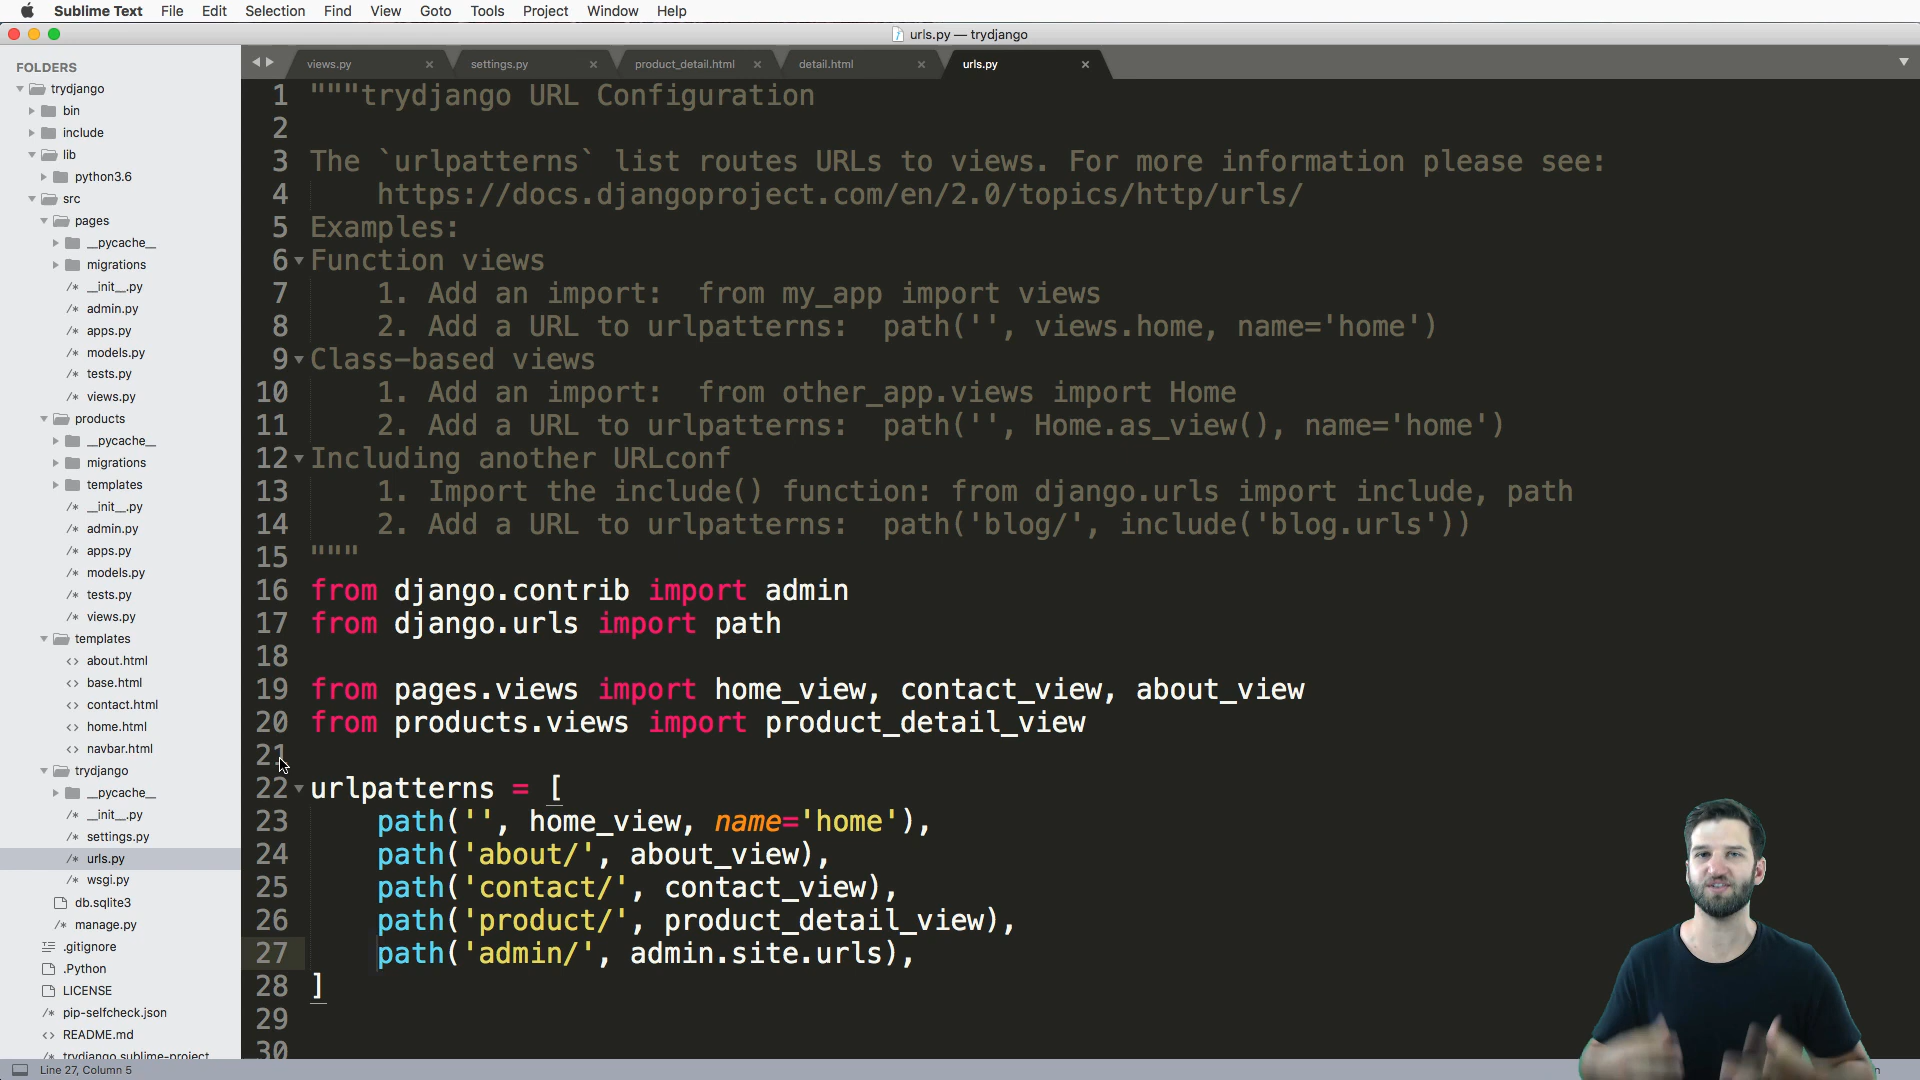 Sublime Text File Edit Selection Find View Goto Tools Project Window Help
urls.py — trydjango
FOLDERS
trydjango
bin
include
lib
python3.6
src
pages
__pycache__
migrations
/* __init__.py
/* admin.py
/* apps.py
/* models.py
/* tests.py
/* views.py
products
__pycache__
migrations
templates
/* __init__.py
/* admin.py
/* apps.py
/* models.py
/* tests.py
/* views.py
templates
<> about.html
<> base.html
<> contact.html
<> home.html
<> navbar.html
trydjango
__pycache__
/* __init__.py
/* settings.py
/* urls.py
/* wsgi.py
db.sqlite3
/* manage.py
.gitignore
.Python
LICENSE
/* pip-selfcheck.json
<> README.md
/* trydjango.sublime-project
views.py settings.py product_detail.html detail.html urls.py
1 """trydjango URL Configuration
2
3 The `urlpatterns` list routes URLs to views. For more information please see:
4 https://docs.djangoproject.com/en/2.0/topics/http/urls/
5 Examples:
6 Function views
7 1. Add an import:  from my_app import views
8 2. Add a URL to urlpatterns:  path('', views.home, name='home')
9 Class-based views
10 1. Add an import:  from other_app.views import Home
11 2. Add a URL to urlpatterns:  path('', Home.as_view(), name='home')
12 Including another URLconf
13 1. Import the include() function: from django.urls import include, path
14 2. Add a URL to urlpatterns:  path('blog/', include('blog.urls'))
15 """
16 from django.contrib import admin
17 from django.urls import path
18
19 from pages.views import home_view, contact_view, about_view
20 from products.views import product_detail_view
21
22 urlpatterns = [
23 path('', home_view, name='home'),
24 path('about/', about_view),
25 path('contact/', contact_view),
26 path('product/', product_detail_view),
27 path('admin/', admin.site.urls),
28 ]
29
30
Line 27, Column 5